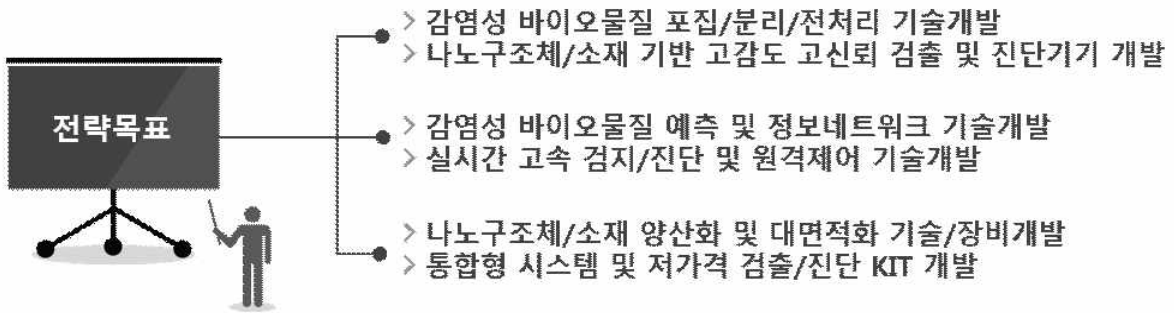 > 감염성 바이오물질 포집/분리/전처리 기술개발
> 나노구조체/소재 기반 고감도 고신뢰 검출 및 진단기기 개발
전략목표
> 감염성 바이오물질 예측 및 정보네트워크 기술개발
> 실시간 고속 검지/진단 및 원격제어 기술개발
> 나노구조체/소재 양산화 및 대면적화 기술/장비개발
> 통합형 시스템 및 저가격 검출/진단 KIT 개발